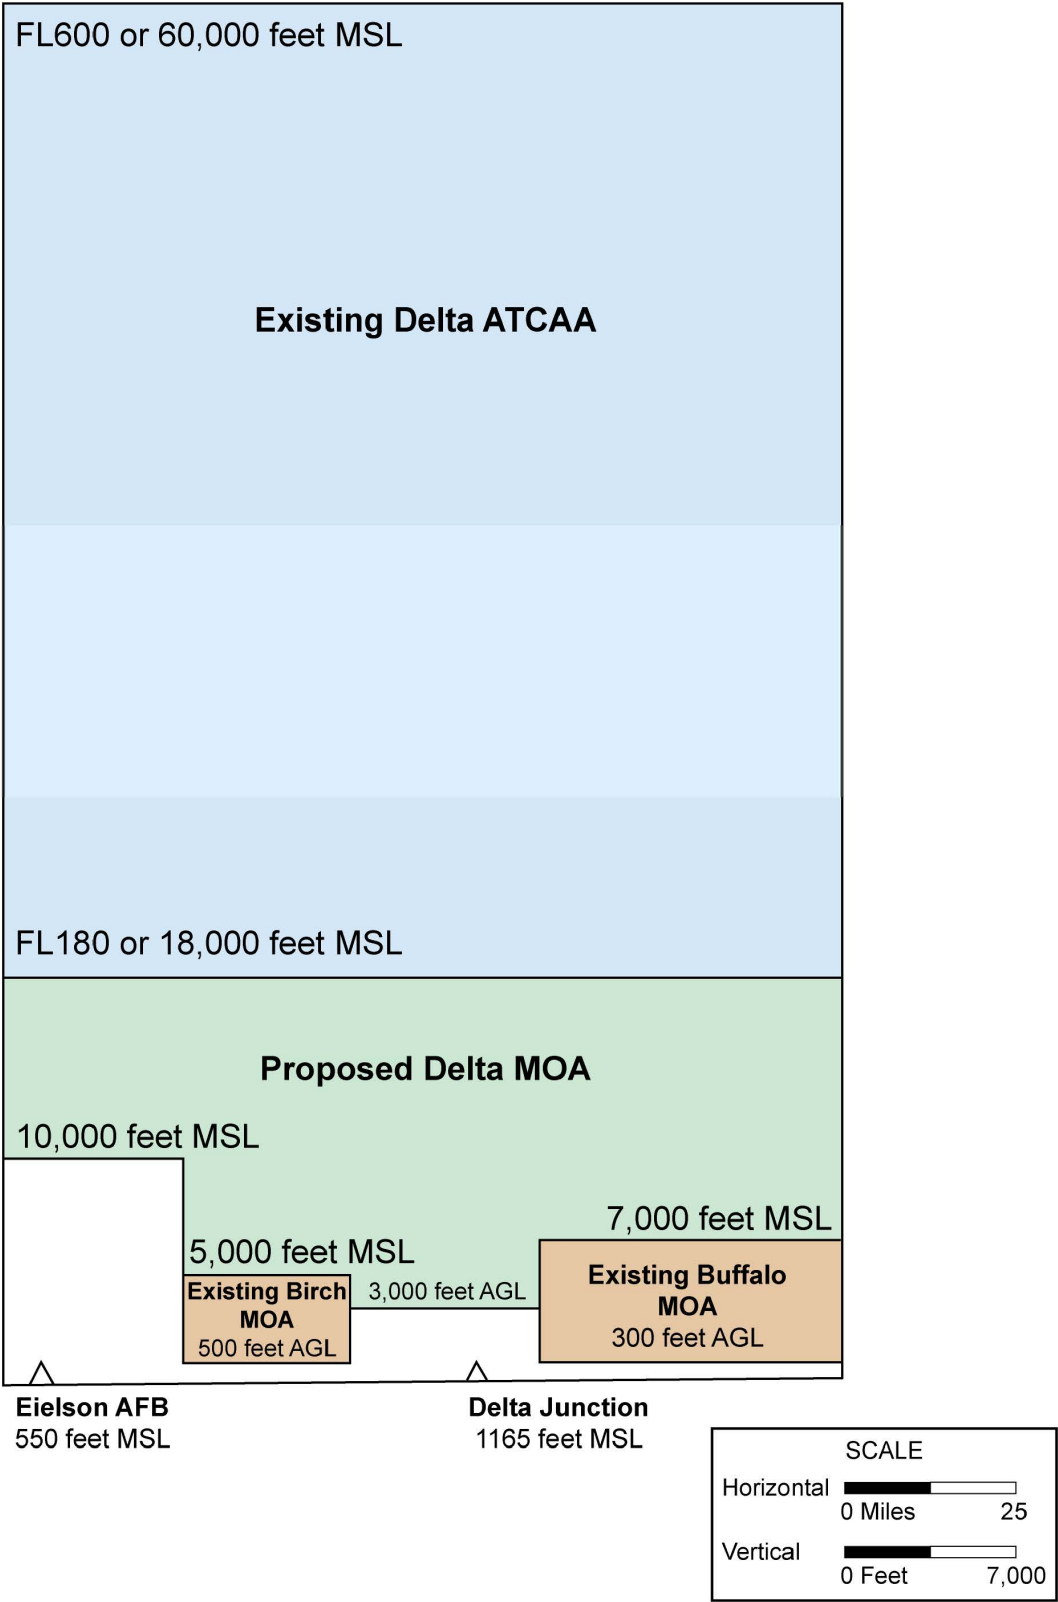 FL600 or 60,000 feet MSL
Existing Delta ATCAA
FL180 or 18,000 feet MSL
Proposed Delta MOA
10,000 feet MSL
7,000 feet MSL
5,000 feet MSL
Existing Birch
MOA
500 feet AGL
3,000 feet AGL
Existing Buffalo
MOA
300 feet AGL
Eielson AFB
550 feet MSL
Delta Junction
1165 feet MSL
SCALE
Horizontal
0 Miles 25
Vertical
0 Feet 7,000